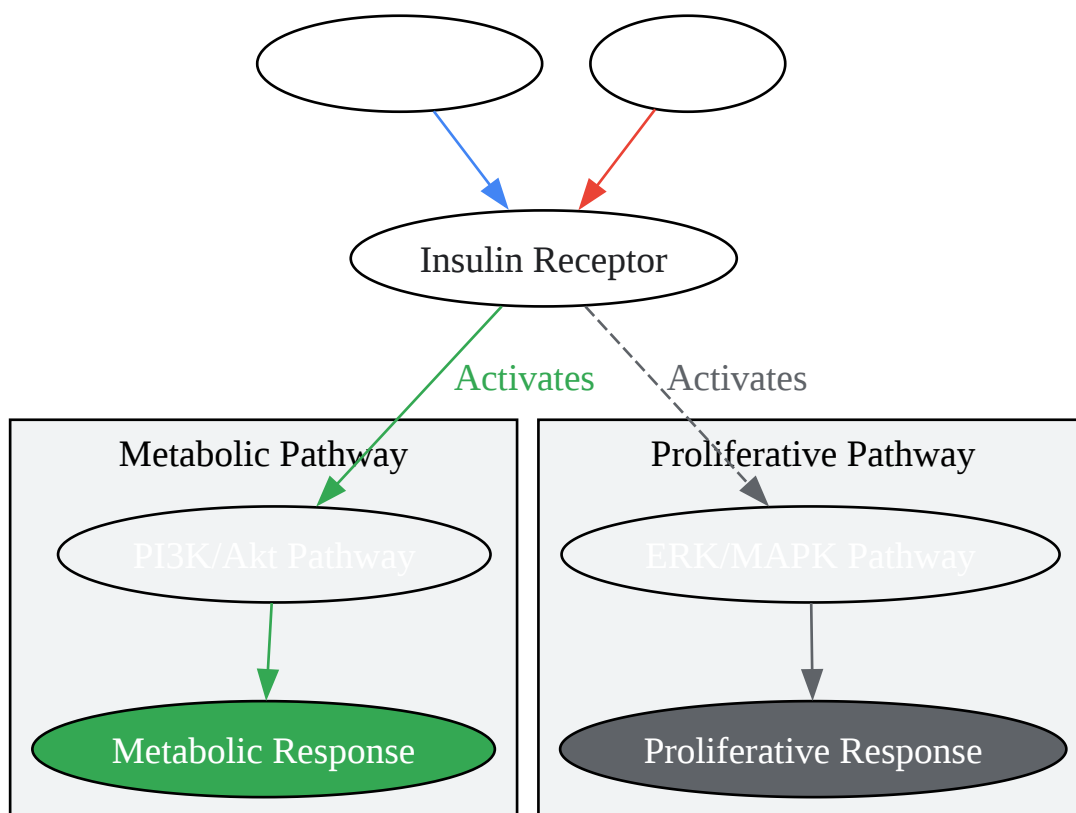 Insulin Receptor
Activates
Activates
Metabolic Pathway
Proliferative Pathway
PI3K/Akt Pathway
ERK/MAPK Pathway
Metabolic Response
Proliferative Response